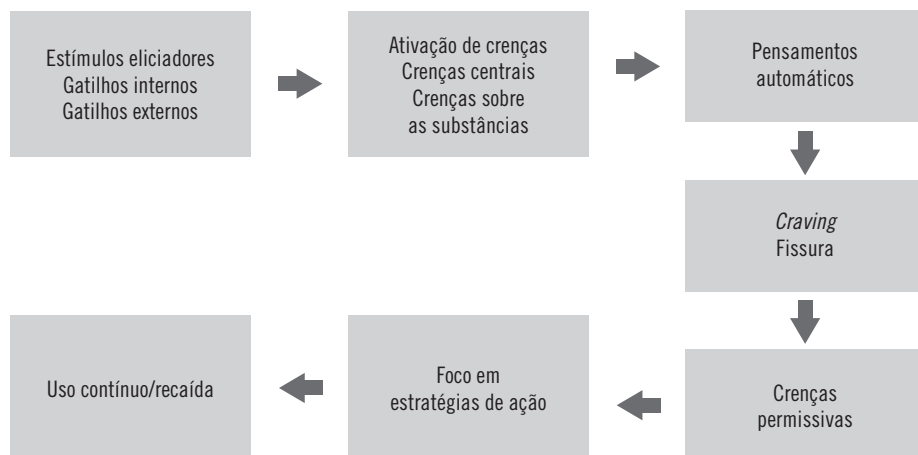 Estímulos eliciadores
Gatilhos internos
Gatilhos externos
Ativação de crenças
Crenças centrais
Crenças sobre
as substâncias
Pensamentos
automáticos
Craving
Fissura
Crenças
permissivas
Foco em
estratégias de ação
Uso contínuo/recaída